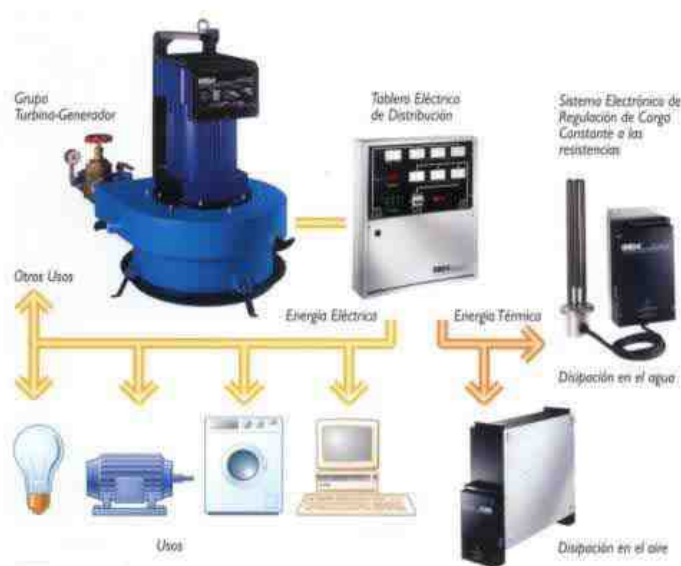 Grupo
Turbina-Generador
Tablero Eléctrico
de Distribución
Sistema Electrónico de
Regulación de Carga
Constante a las
resistencias
Otros Usos
Energía Eléctrica
Energía Térmica
Disipación en el agua
Usos
Disipación en el aire